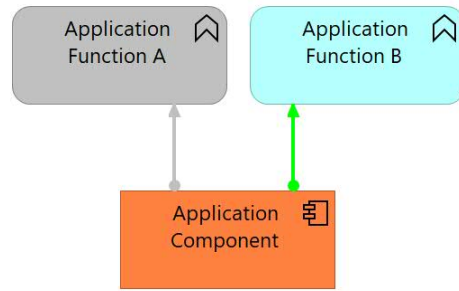 Application
Function A
Application
Function B
Application
Component